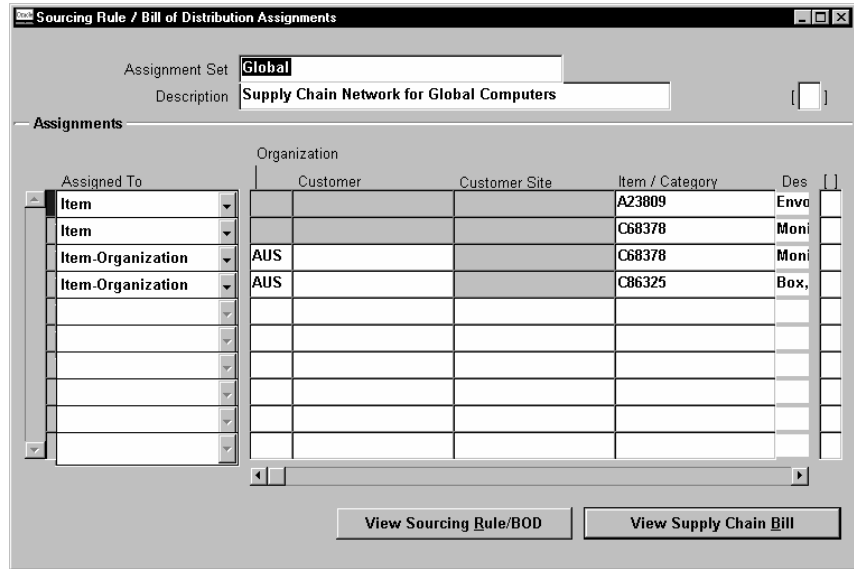 Sourcing Rule / Bill of Distribution Assignments
Assignment Set Global
Description Supply Chain Network for Global Computers [ ]
Assignments
Organization
Assigned To Customer Customer Site Item / Category Des [ ]
Item A23809 Envo
Item C68378 Moni
Item-Organization AUS C68378 Moni
Item-Organization AUS C86325 Box,
View Sourcing Rule/BOD View Supply Chain Bill